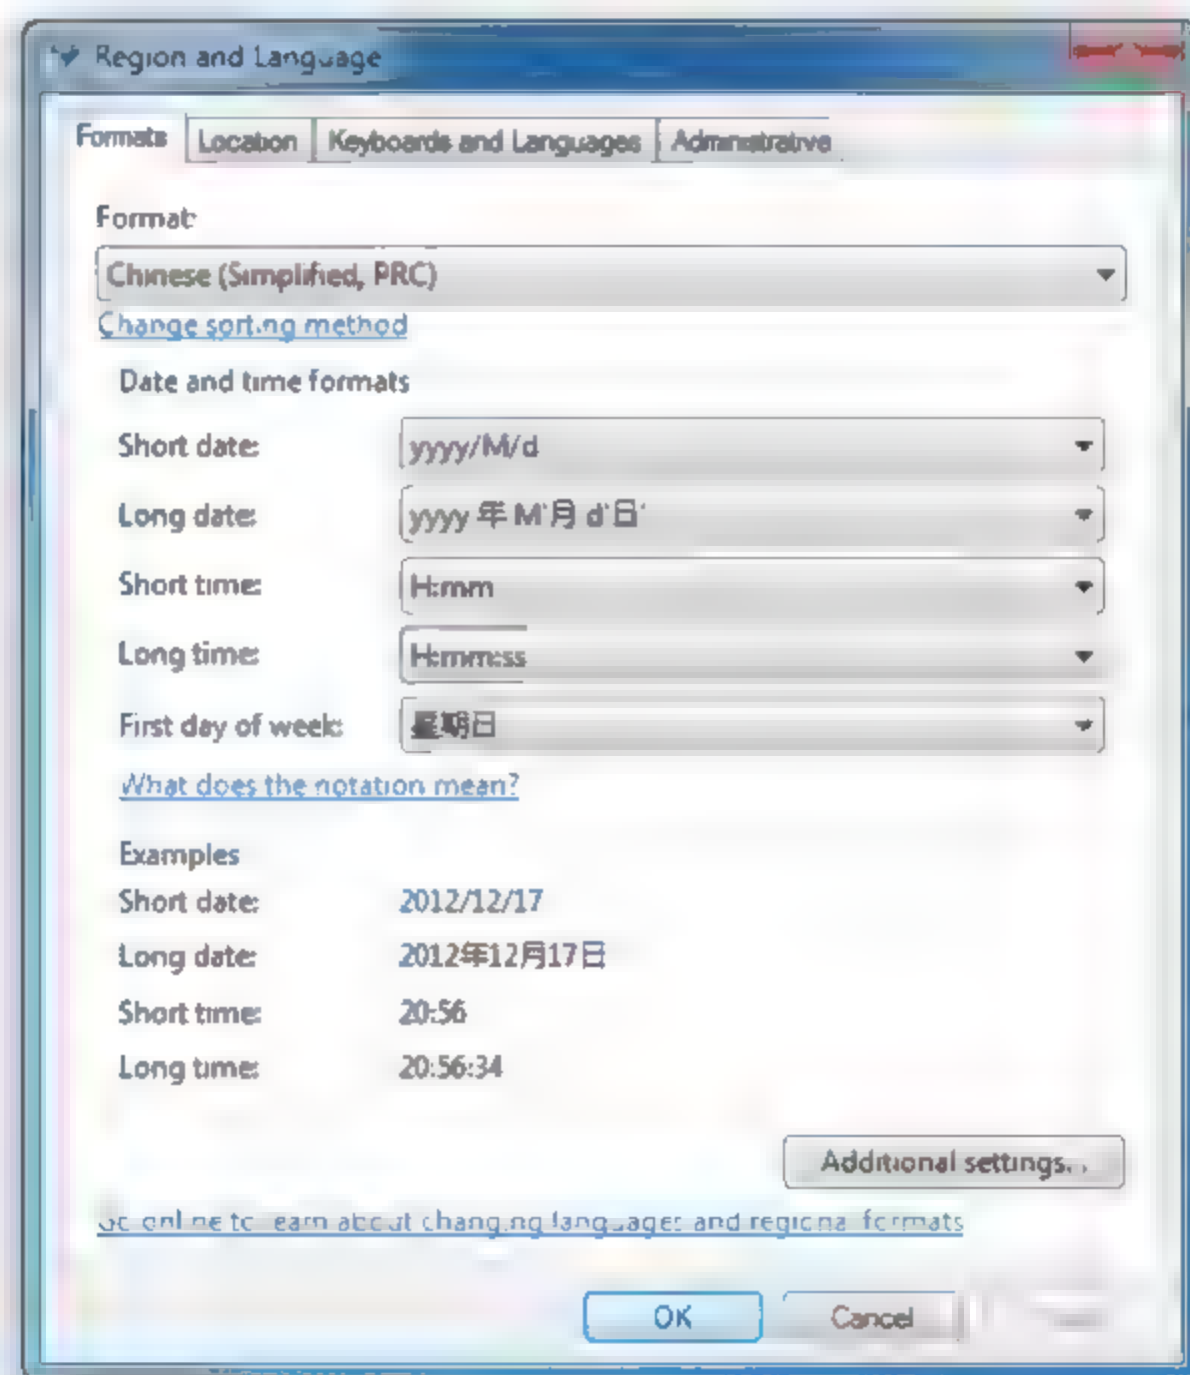 Region and Language
Formats Location Keyboards and Languages Administrative
Format:
Chinese (Simplified, PRC)
Change sorting method
Date and time formats
Short date: yyyy/M/d
Long date: yyyy'年'M'月'd'日'
Short time: H:mm
Long time: H:mm:ss
First day of week: 星期日
What does the notation mean?
Examples
Short date: 2012/12/17
Long date: 2012年12月17日
Short time: 20:56
Long time: 20:56:34
Additional settings...
Go online to learn about changing languages and regional formats
OK Cancel